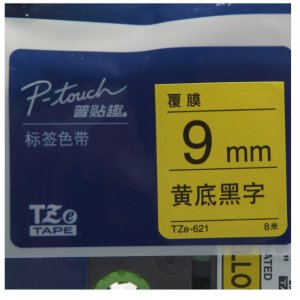 P-touch
普贴趣
标签色带
TZe
TAPE
覆膜
9 mm
黄底黑字
TZe-621
8米